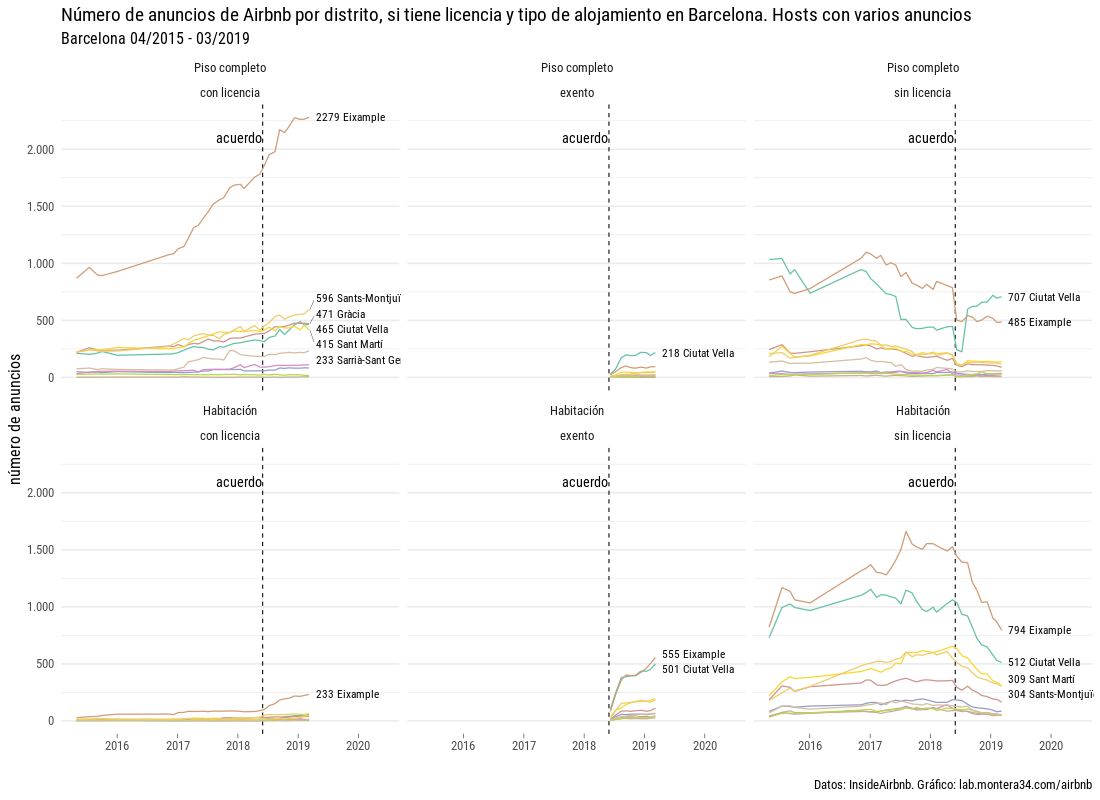 Número de anuncios de Airbnb por distrito, si tiene licencia y tipo de alojamiento en Barcelona. Hosts con varios anuncios
Barcelona 04/2015 - 03/2019
Piso completo
con licencia
Piso completo
exento
Piso completo
sin licencia
acuerdo
acuerdo
acuerdo
2279 Eixample
596 Sants-Montjuï
471 Gràcia
465 Ciutat Vella
415 Sant Martí
233 Sarrià-Sant Ger
218 Ciutat Vella
707 Ciutat Vella
485 Eixample
2.000
1.500
1.000
500
0
número de anuncios
Habitación
con licencia
Habitación
exento
Habitación
sin licencia
acuerdo
acuerdo
acuerdo
233 Eixample
555 Eixample
501 Ciutat Vella
794 Eixample
512 Ciutat Vella
309 Sant Martí
304 Sants-Montjuï
2.000
1.500
1.000
500
0
2016 2017 2018 2019 2020
2016 2017 2018 2019 2020
2016 2017 2018 2019 2020
Datos: InsideAirbnb. Gráfico: lab.montera34.com/airbnb